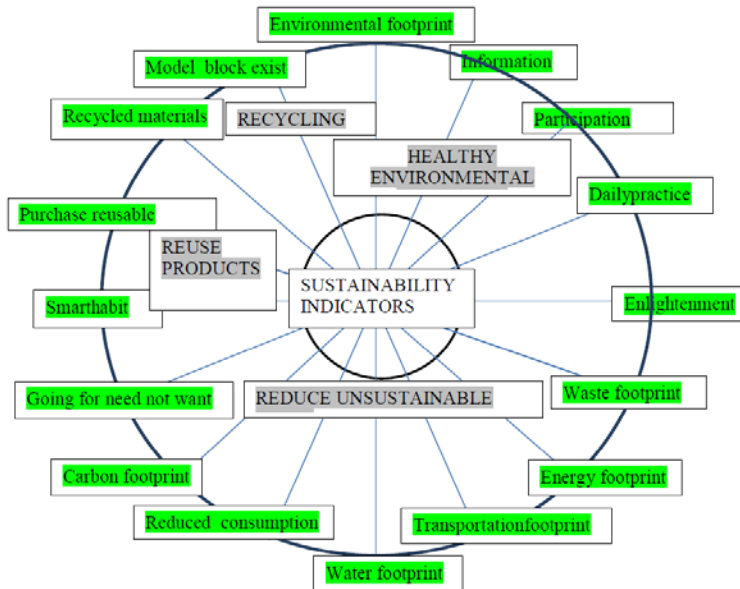 Environmental footprint
Model block exist
Information
Recycled materials
RECYCLING
Participation
HEALTHY
ENVIRONMENTAL
Dailypractice
Purchase reusable
REUSE
PRODUCTS
SUSTAINABILITY
INDICATORS
Smarthabit
Enlightenment
Going for need not want
REDUCE UNSUSTAINABLE
Waste footprint
Carbon footprint
Energy footprint
Reduced consumption
Transportationfootprint
Water footprint